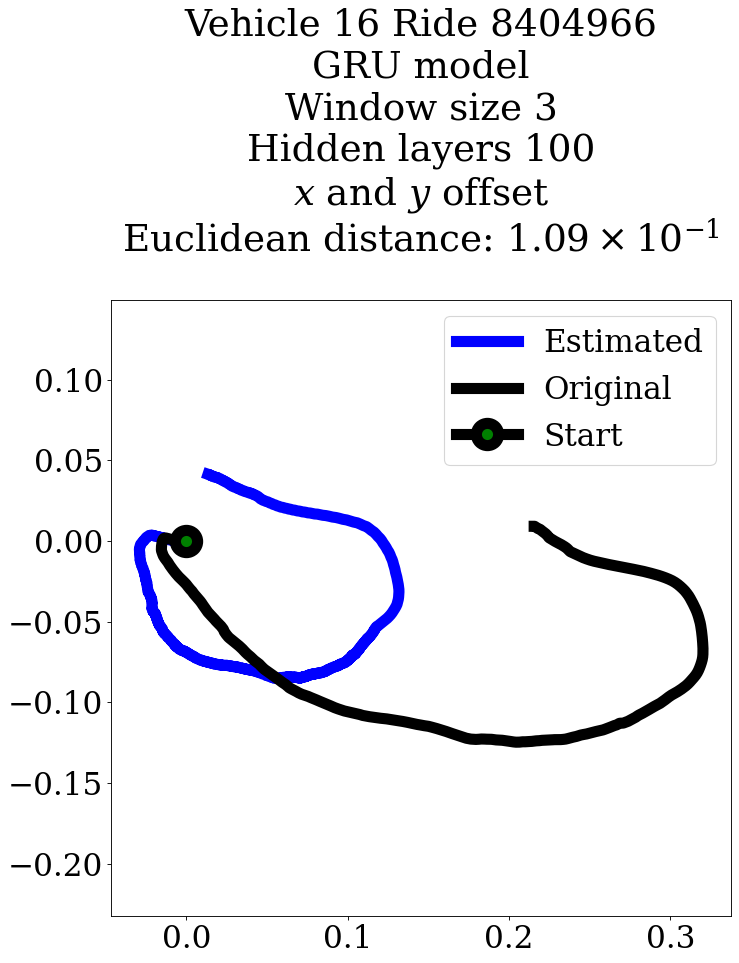 Vehicle 16 Ride 8404966
GRU model
Window size 3
Hidden layers 100
x and y offset
Euclidean distance: 1.09 × 10⁻¹
Estimated
Original
Start
0.10
0.05
0.00
−0.05
−0.10
−0.15
−0.20
0.0 0.1 0.2 0.3